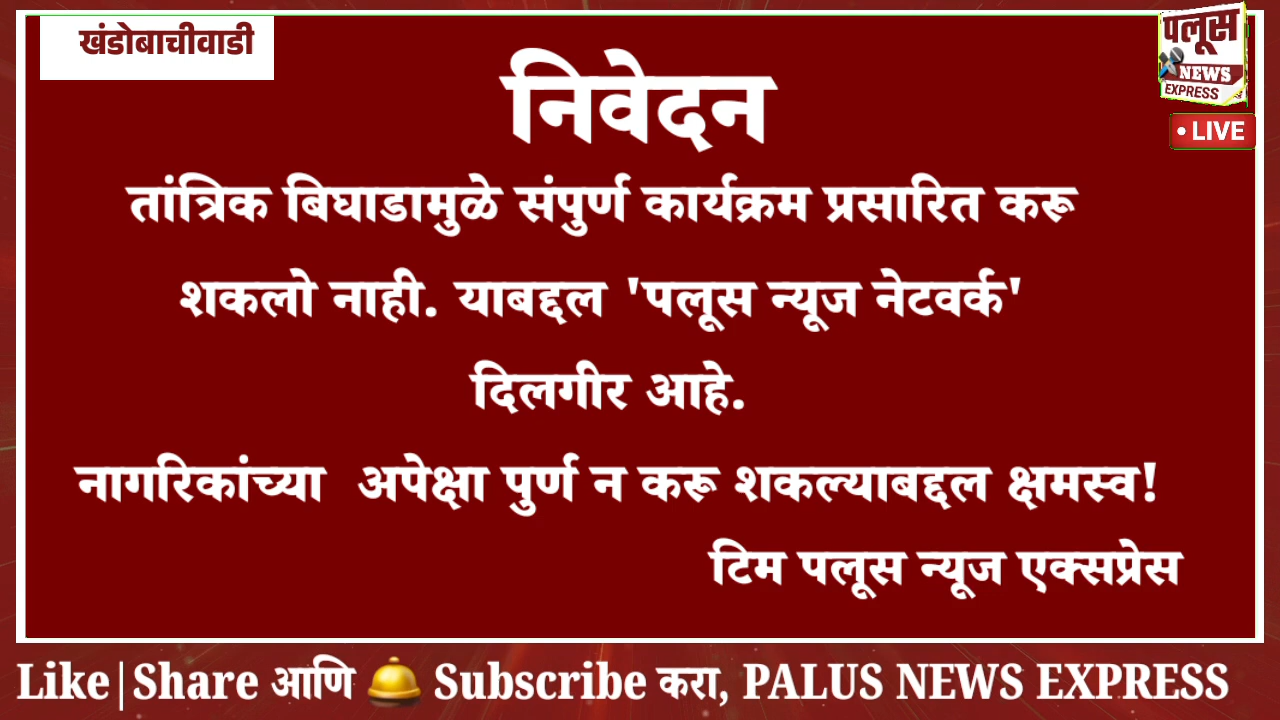 खंडोबाचीवाडी
पलूस
NEWS
EXPRESS
• LIVE
निवेदन
तांत्रिक बिघाडामुळे संपुर्ण कार्यक्रम प्रसारित करू
शकलो नाही. याबद्दल 'पलूस न्यूज नेटवर्क'
दिलगीर आहे.
नागरिकांच्या अपेक्षा पुर्ण न करू शकल्याबद्दल क्षमस्व!
टिम पलूस न्यूज एक्सप्रेस
Like|Share आणि 🔔 Subscribe करा, PALUS NEWS EXPRESS